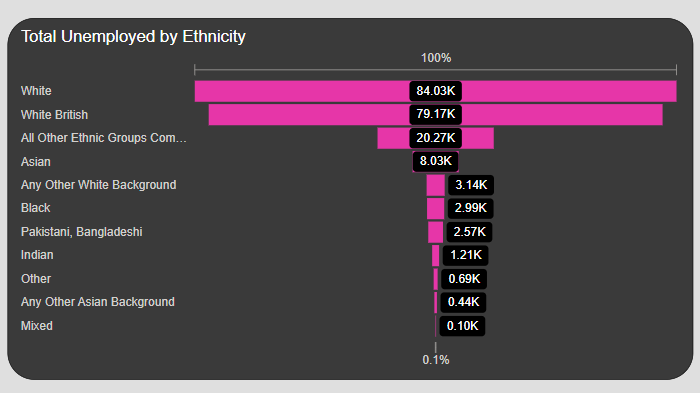 Total Unemployed by Ethnicity
100%
White 84.03K
White British 79.17K
All Other Ethnic Groups Com... 20.27K
Asian 8.03K
Any Other White Background 3.14K
Black 2.99K
Pakistani, Bangladeshi 2.57K
Indian 1.21K
Other 0.69K
Any Other Asian Background 0.44K
Mixed 0.10K
0.1%